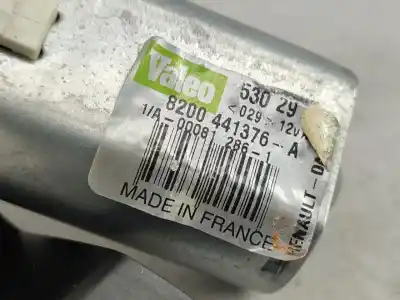 Valeo
530 29
<029> 12V
8200 441376--A
1/A-00081 286-1
MADE IN FRANCE
RENAULT-